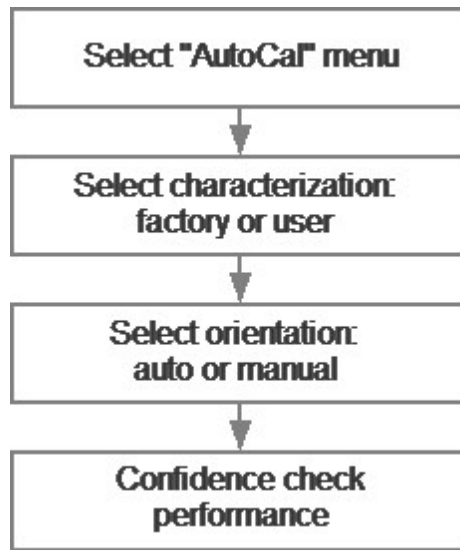 Select "AutoCal" menu
Select characterization:
factory or user
Select orientation:
auto or manual
Confidence check
performance